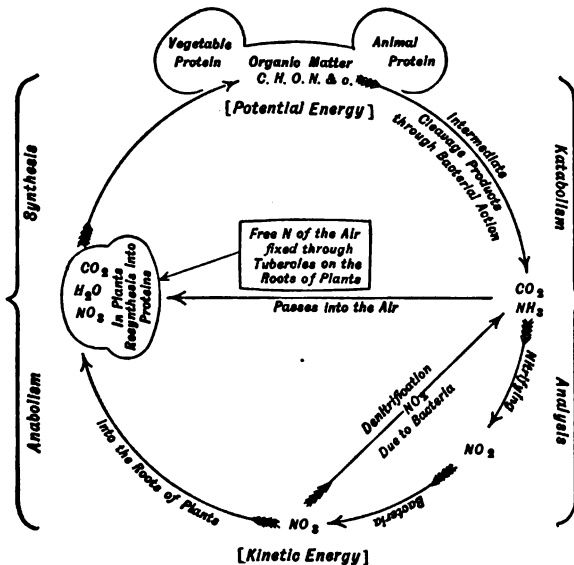 Vegetable
Protein
Organic Matter
C. H. O. N. & o.
Animal
Protein
[Potential Energy]
Synthesis
Intermediate
Cleavage Products
through Bacterial Action
Katabolism
Free N of the Air
fixed through
Tubercles on the
Roots of Plants
CO2
H2O
NO3
In Plants
Resynthesis Into
Proteins
Passes into the Air
CO2
NH3
Anabolism
Denitrification
NO3
Due to Bacteria
Nitrifying
Analysis
Into the Roots of Plants
NO2
Bacteria
NO3
[Kinetic Energy]